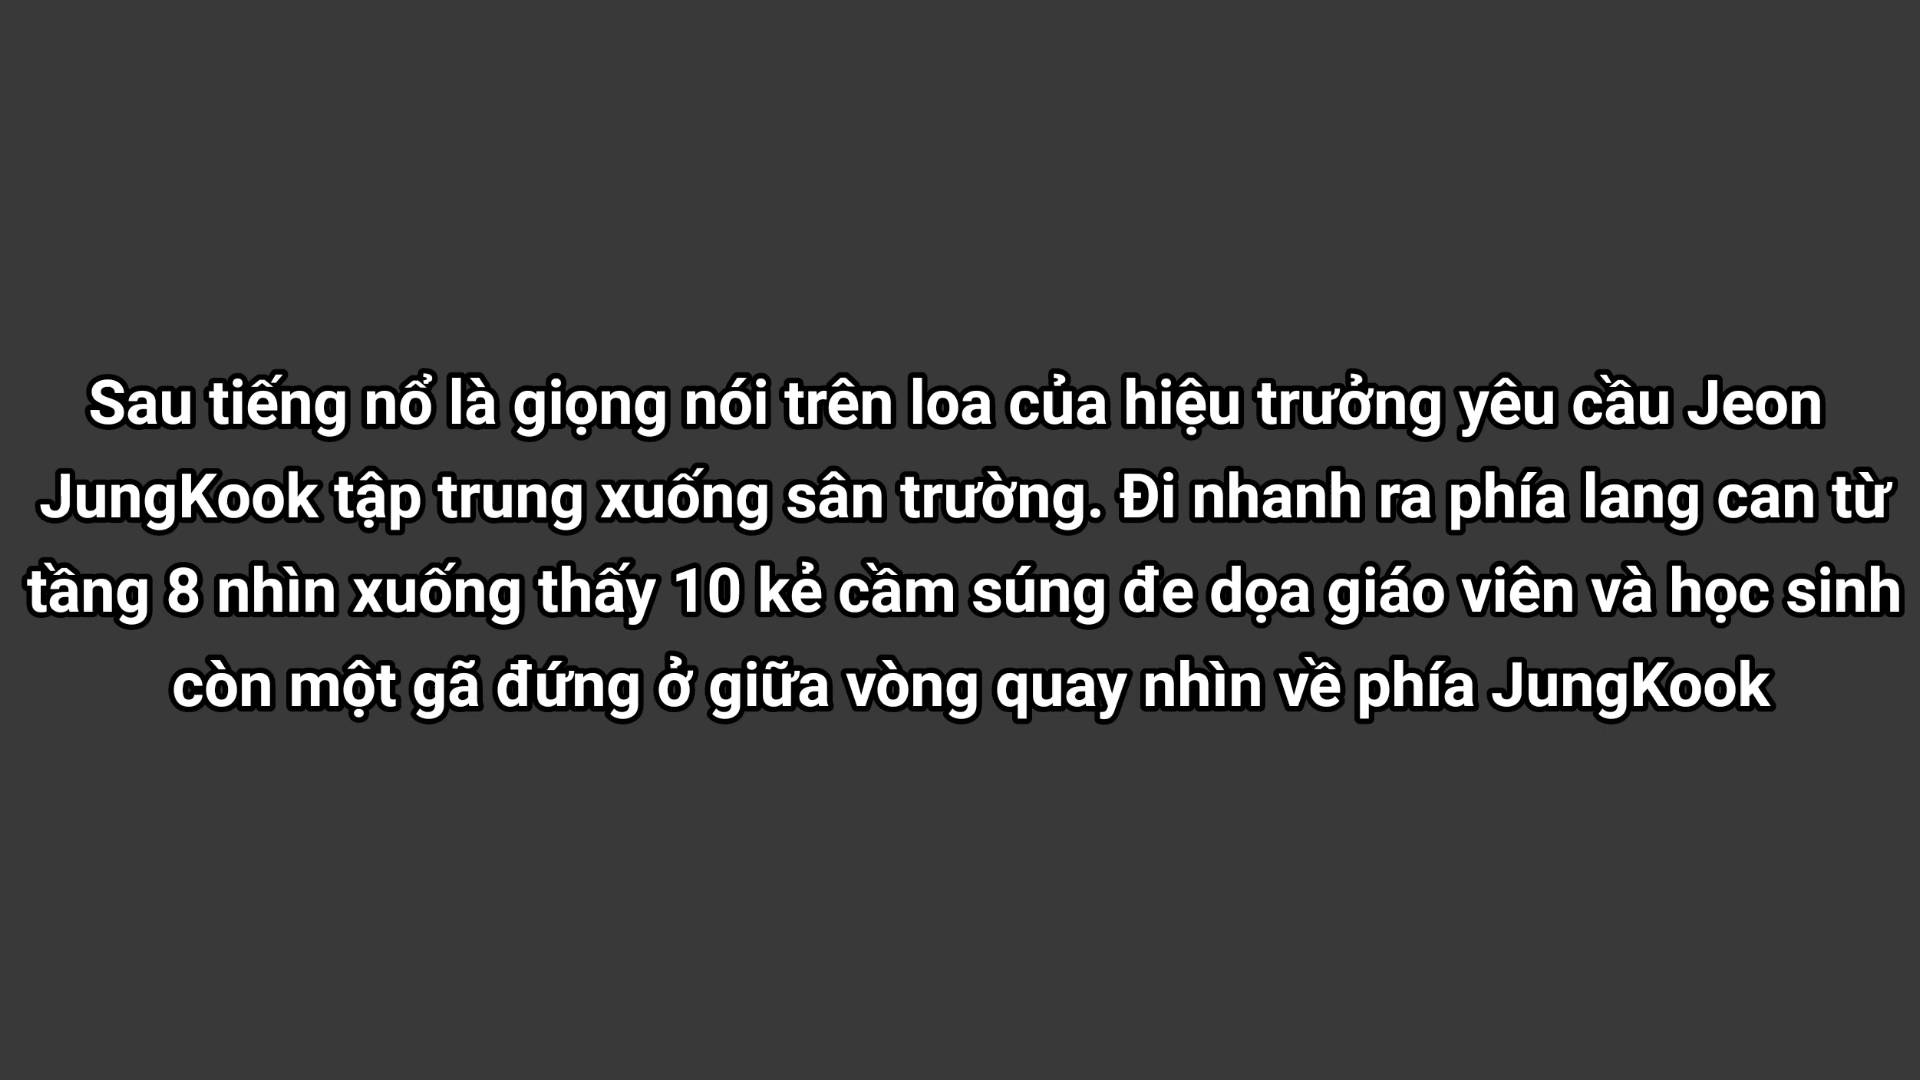 Sau tiếng nổ là giọng nói trên loa của hiệu trưởng yêu cầu Jeon
JungKook tập trung xuống sân trường. Đi nhanh ra phía lang can từ
tầng 8 nhìn xuống thấy 10 kẻ cầm súng đe dọa giáo viên và học sinh
còn một gã đứng ở giữa vòng quay nhìn về phía JungKook